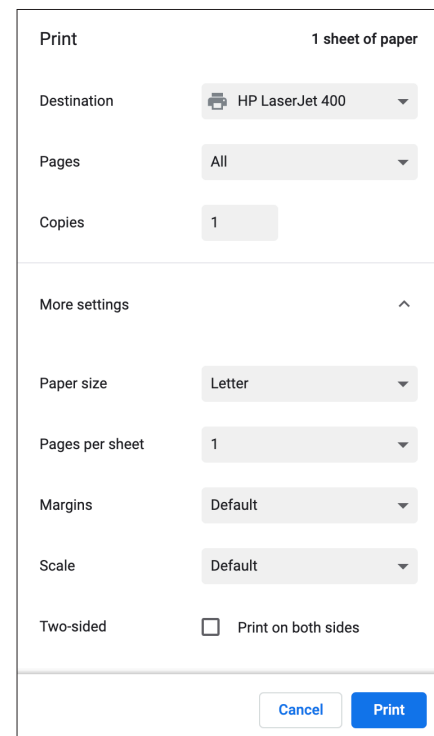 Print 1 sheet of paper
Destination HP LaserJet 400
Pages All
Copies 1
More settings
Paper size Letter
Pages per sheet 1
Margins Default
Scale Default
Two-sided Print on both sides
Cancel Print